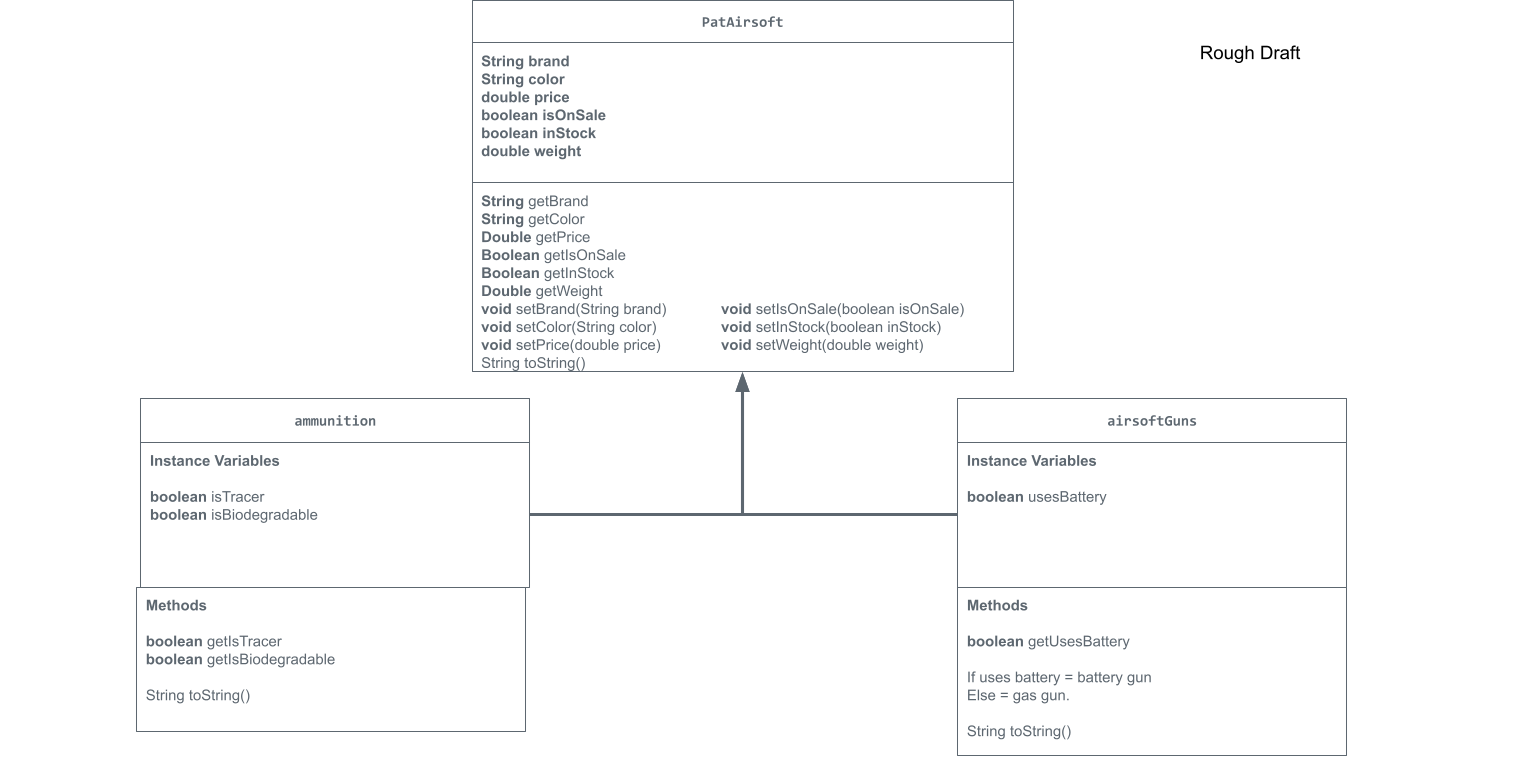 PatAirsoft
Rough Draft
String brand
String color
double price
boolean isOnSale
boolean inStock
double weight
String getBrand
String getColor
Double getPrice
Boolean getIsOnSale
Boolean getInStock
Double getWeight
void setBrand(String brand) void setIsOnSale(boolean isOnSale)
void setColor(String color) void setInStock(boolean inStock)
void setPrice(double price) void setWeight(double weight)
String toString()
ammunition
Instance Variables
boolean isTracer
boolean isBiodegradable
Methods
boolean getIsTracer
boolean getIsBiodegradable
String toString()
airsoftGuns
Instance Variables
boolean usesBattery
Methods
boolean getUsesBattery
If uses battery = battery gun
Else = gas gun.
String toString()